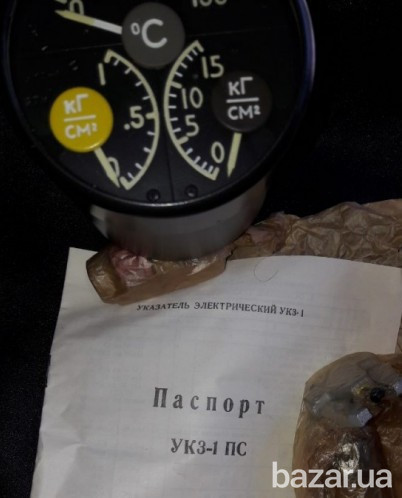 0
100
°C
1
.5
0
КГ
СМ²
15
10
5
0
КГ
СМ²
УКАЗАТЕЛЬ ЭЛЕКТРИЧЕСКИЙ УКЗ-1
Паспорт
УКЗ-1 ПС
bazar.ua